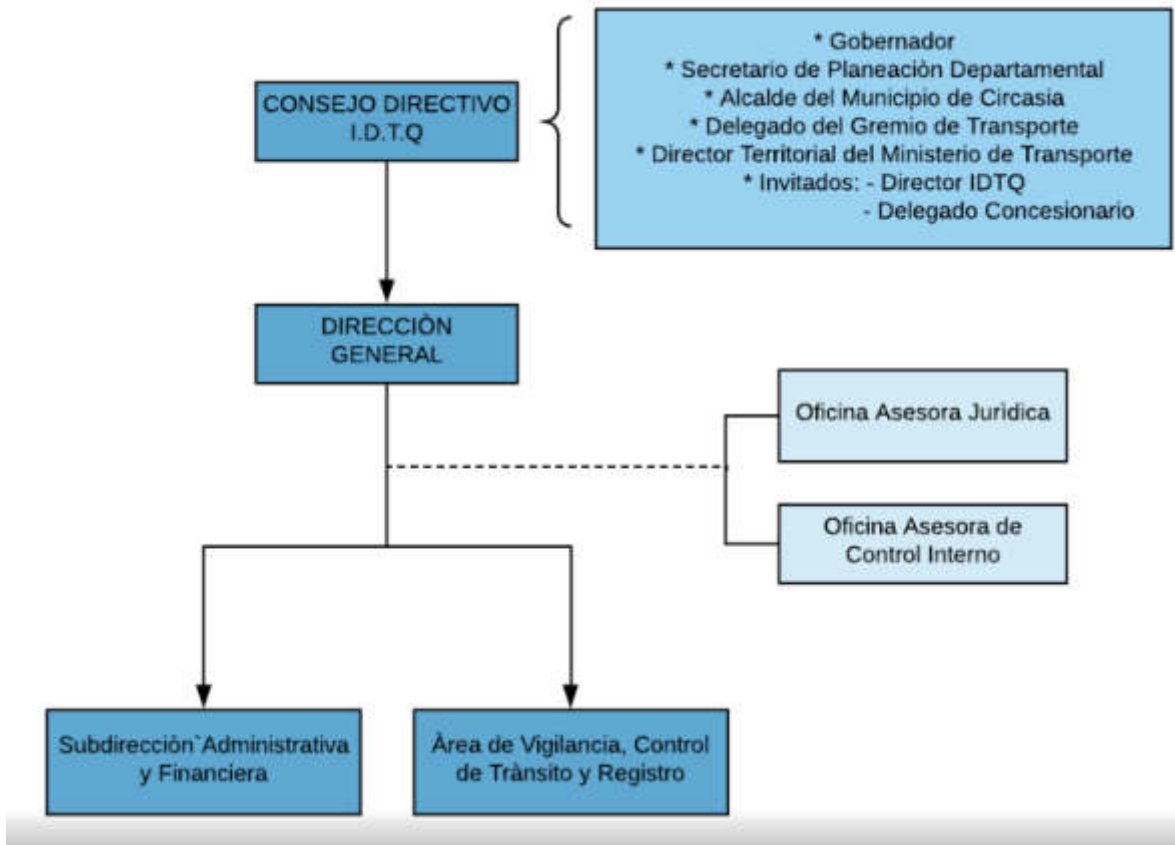 CONSEJO DIRECTIVO
I.D.T.Q
* Gobernador
* Secretario de Planeaciòn Departamental
* Alcalde del Municipio de Circasia
* Delegado del Gremio de Transporte
* Director Territorial del Ministerio de Transporte
* Invitados: - Director IDTQ
- Delegado Concesionario
DIRECCIÒN
GENERAL
Oficina Asesora Jurìdica
Oficina Asesora de
Control Interno
Subdirecciòn`Administrativa
y Financiera
Àrea de Vigilancia, Control
de Trànsito y Registro